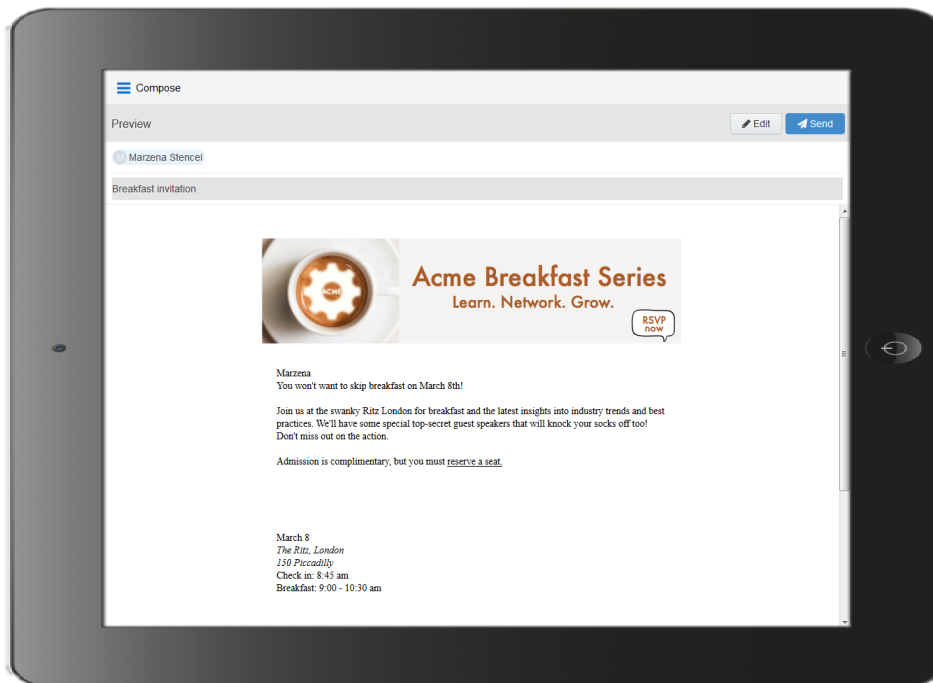 Compose
Preview
Edit
Send
M Marzena Stencel
Breakfast invitation
ACME
Acme Breakfast Series
Learn. Network. Grow.
RSVP
now
Marzena
You won't want to skip breakfast on March 8th!
Join us at the swanky Ritz London for breakfast and the latest insights into industry trends and best
practices. We'll have some special top-secret guest speakers that will knock your socks off too!
Don't miss out on the action.
Admission is complimentary, but you must reserve a seat.
March 8
The Ritz, London
150 Piccadilly
Check in: 8:45 am
Breakfast: 9:00 - 10:30 am